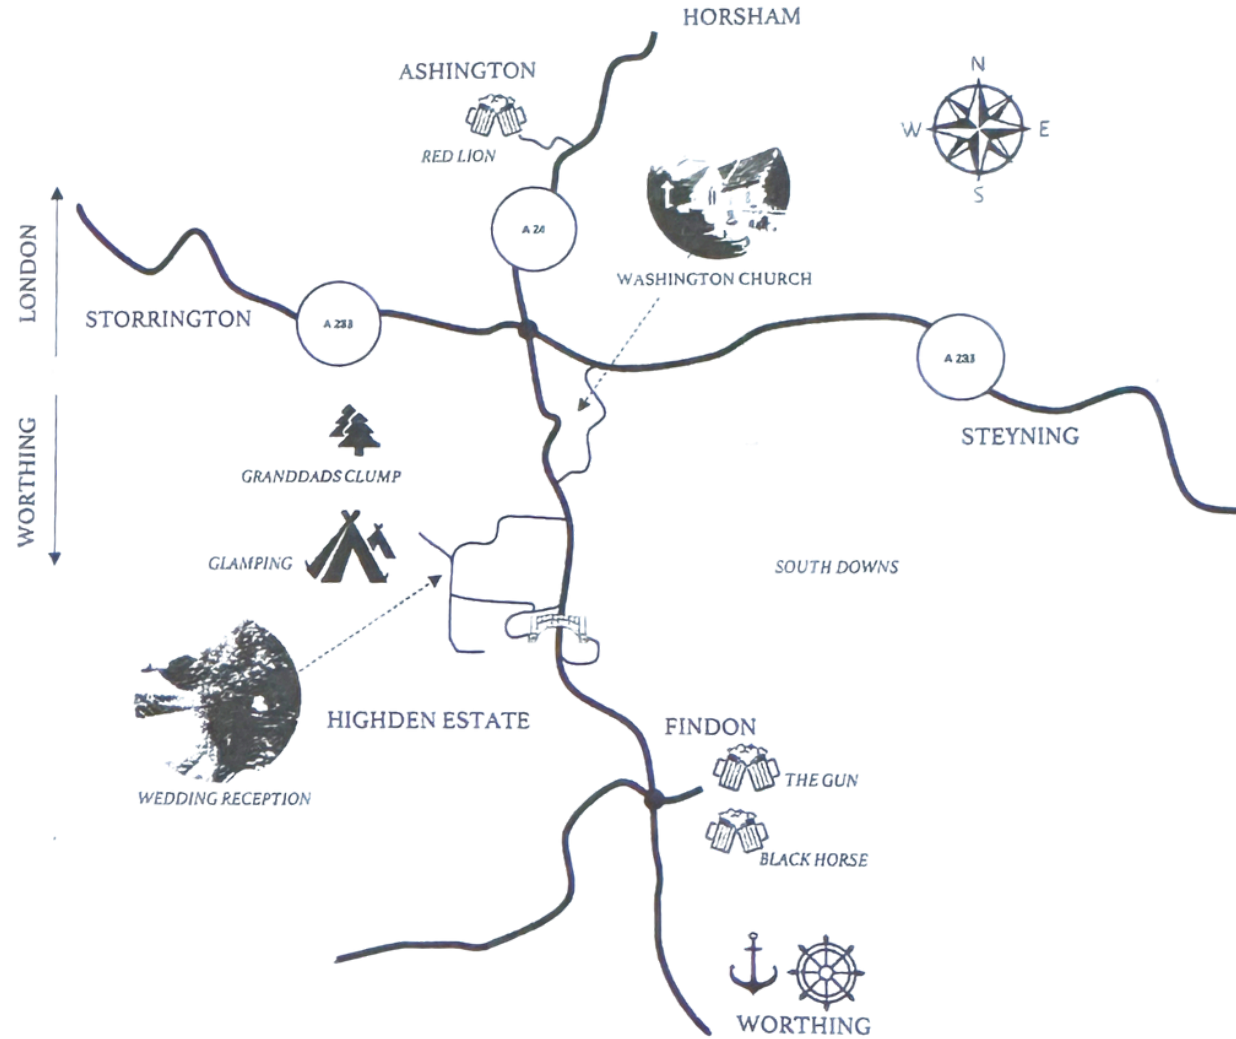 HORSHAM
ASHINGTON
RED LION
N
W
E
S
A 24
WASHINGTON CHURCH
LONDON
STORRINGTON
A 283
A 283
STEYNING
WORTHING
GRANDDADS CLUMP
GLAMPING
SOUTH DOWNS
HIGHDEN ESTATE
FINDON
THE GUN
WEDDING RECEPTION
BLACK HORSE
WORTHING